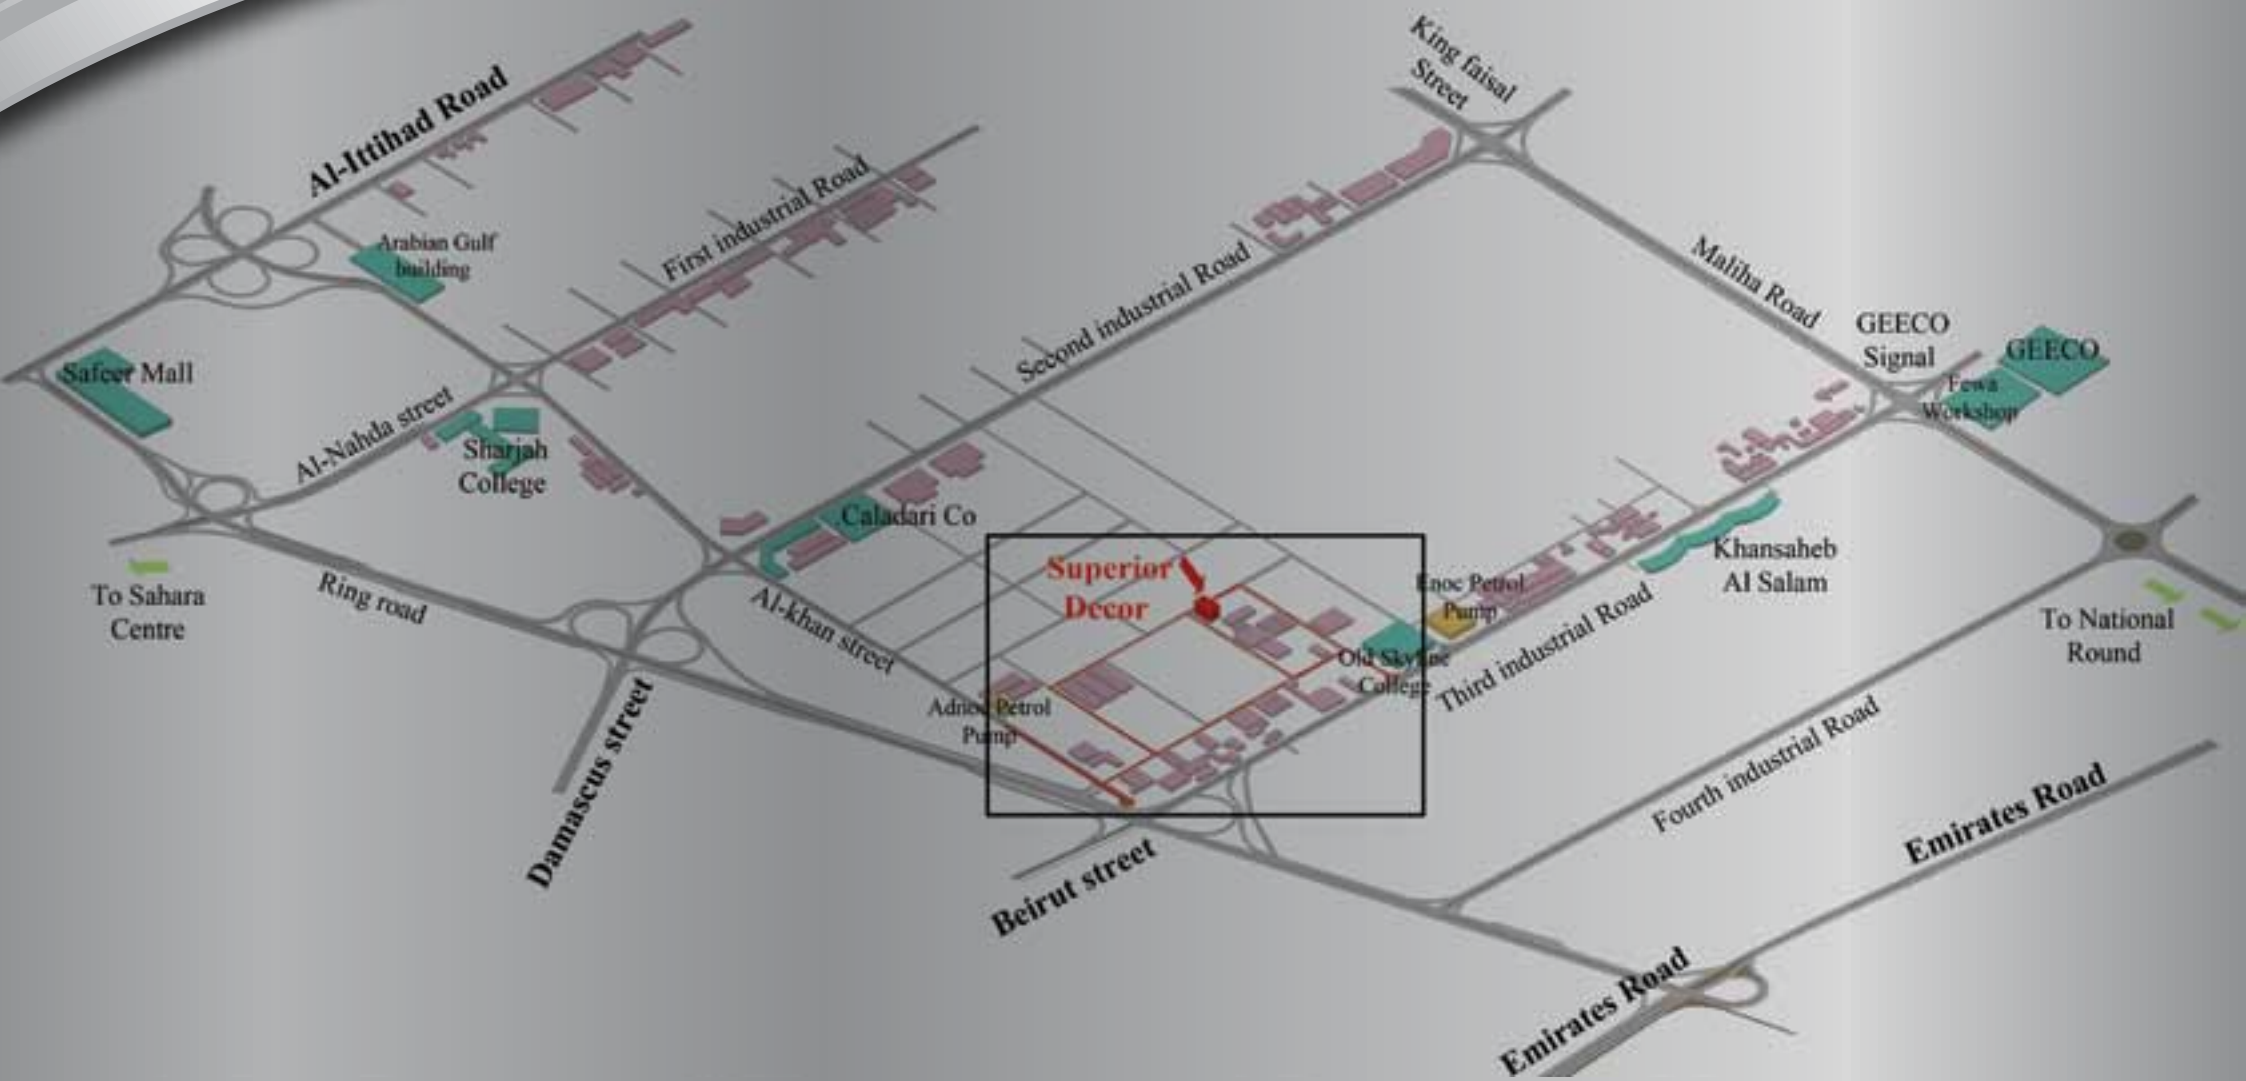 King faisal
Street
Al-Ittihad Road
First industrial Road
Arabian Gulf
building
Second industrial Road
Maliha Road
GEECO
Signal
GEECO
Fewa
Workshop
Safeer Mall
Al-Nahda street
Sharjah
College
Caladari Co
Khansaheb
Al Salam
To Sahara
Centre
Ring road
Al-khan street
Superior
Decor
Enoc Petrol
Pump
Old Skyline
College
Third industrial Road
To National
Round
Adnoc Petrol
Pump
Damascus street
Beirut street
Fourth industrial Road
Emirates Road
Emirates Road